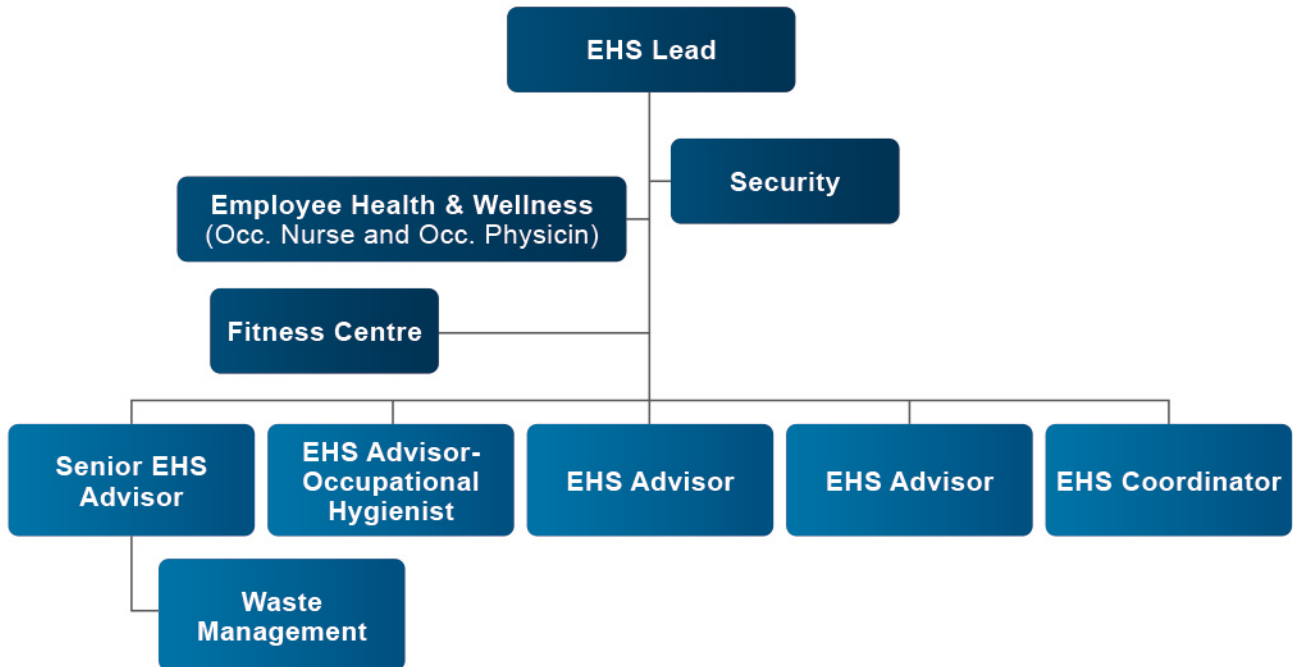 EHS Lead
Security
Employee Health & Wellness
(Occ. Nurse and Occ. Physicin)
Fitness Centre
Senior EHS
Advisor
EHS Advisor-
Occupational
Hygienist
EHS Advisor
EHS Advisor
EHS Coordinator
Waste
Management